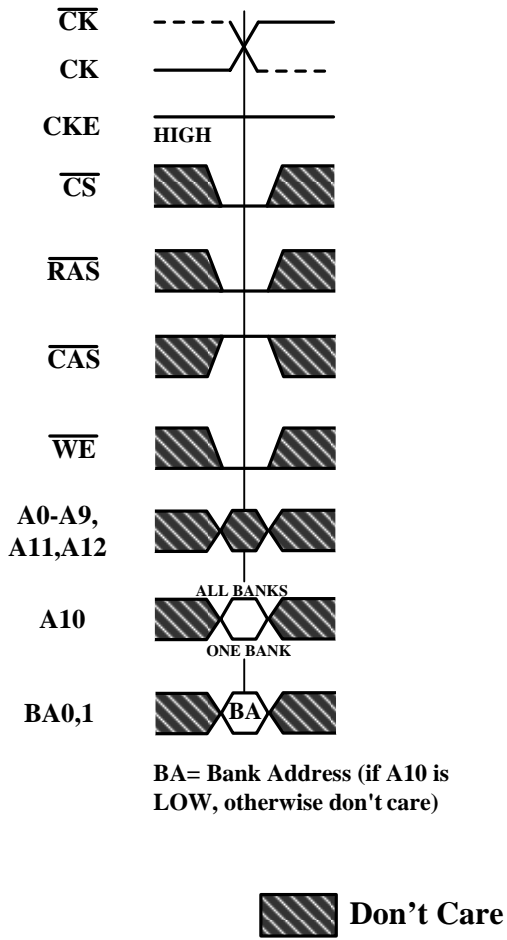 CK
CK
CKE
HIGH
CS
RAS
CAS
WE
A0-A9,
A11,A12
ALL BANKS
A10
ONE BANK
BA0,1
BA
BA= Bank Address (if A10 is
LOW, otherwise don't care)
Don’t Care